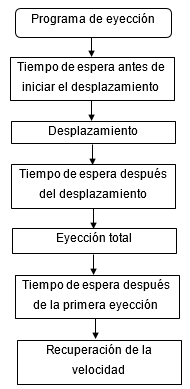 Programa de eyección
Tiempo de espera antes de
iniciar el desplazamiento
Desplazamiento
Tiempo de espera después
del desplazamiento
Eyección total
Tiempo de espera después
de la primera eyección
Recuperación de la
velocidad